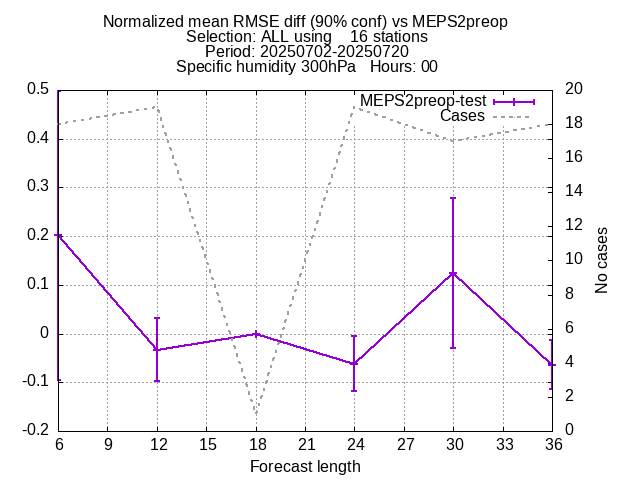 Normalized mean RMSE diff (90% conf) vs MEPS2preop
Selection: ALL using    16 stations
Period: 20250702-20250720
Specific humidity 300hPa   Hours: 00
MEPS2preop-test
Cases
0.5
0.4
0.3
0.2
0.1
0
-0.1
-0.2
20
18
16
14
12
10
8
6
4
2
0
No cases
6 9 12 15 18 21 24 27 30 33 36
Forecast length